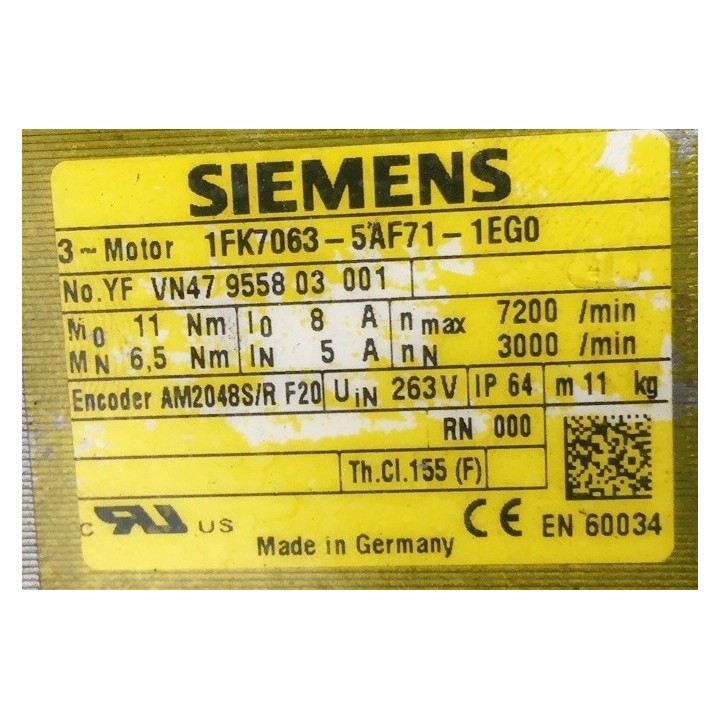 SIEMENS
3~Motor 1FK7063-5AF71-1EG0
No.YF VN47 9558 03 001
M0 11 Nm I0 8 A nmax 7200 /min
MN 6,5 Nm IN 5 A nN 3000 /min
Encoder AM2048S/R F20 UIN 263V IP 64 m 11 kg
RN 000
Th.Cl.155 (F)
c RU US CE EN 60034
Made in Germany